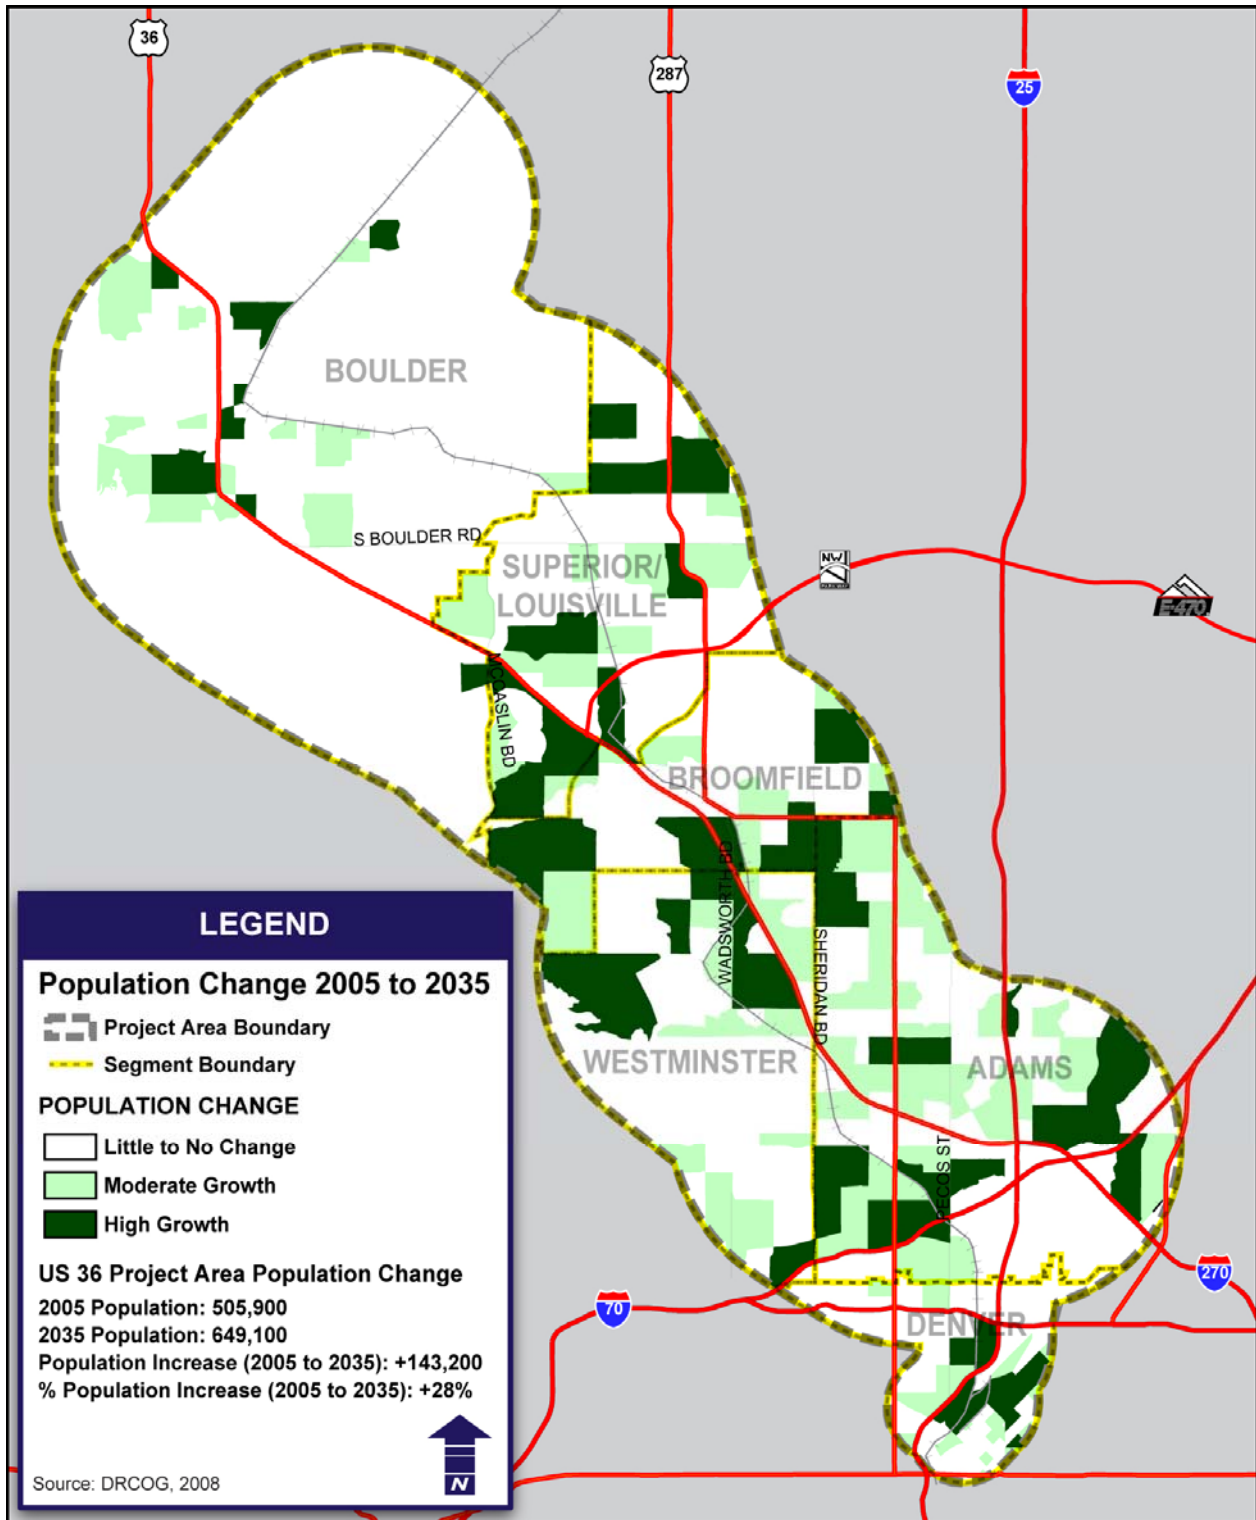 36
287
25
BOULDER
S BOULDER RD
NW
PARKWAY
E-470
SUPERIOR/
LOUISVILLE
MCCASLIN BD
BROOMFIELD
WADSWORTH BD
SHERIDAN BD
WESTMINSTER
ADAMS
PECOS ST
270
70
DENVER
LEGEND
Population Change 2005 to 2035
Project Area Boundary
Segment Boundary
POPULATION CHANGE
Little to No Change
Moderate Growth
High Growth
US 36 Project Area Population Change
2005 Population: 505,900
2035 Population: 649,100
Population Increase (2005 to 2035): +143,200
% Population Increase (2005 to 2035): +28%
N
Source: DRCOG, 2008